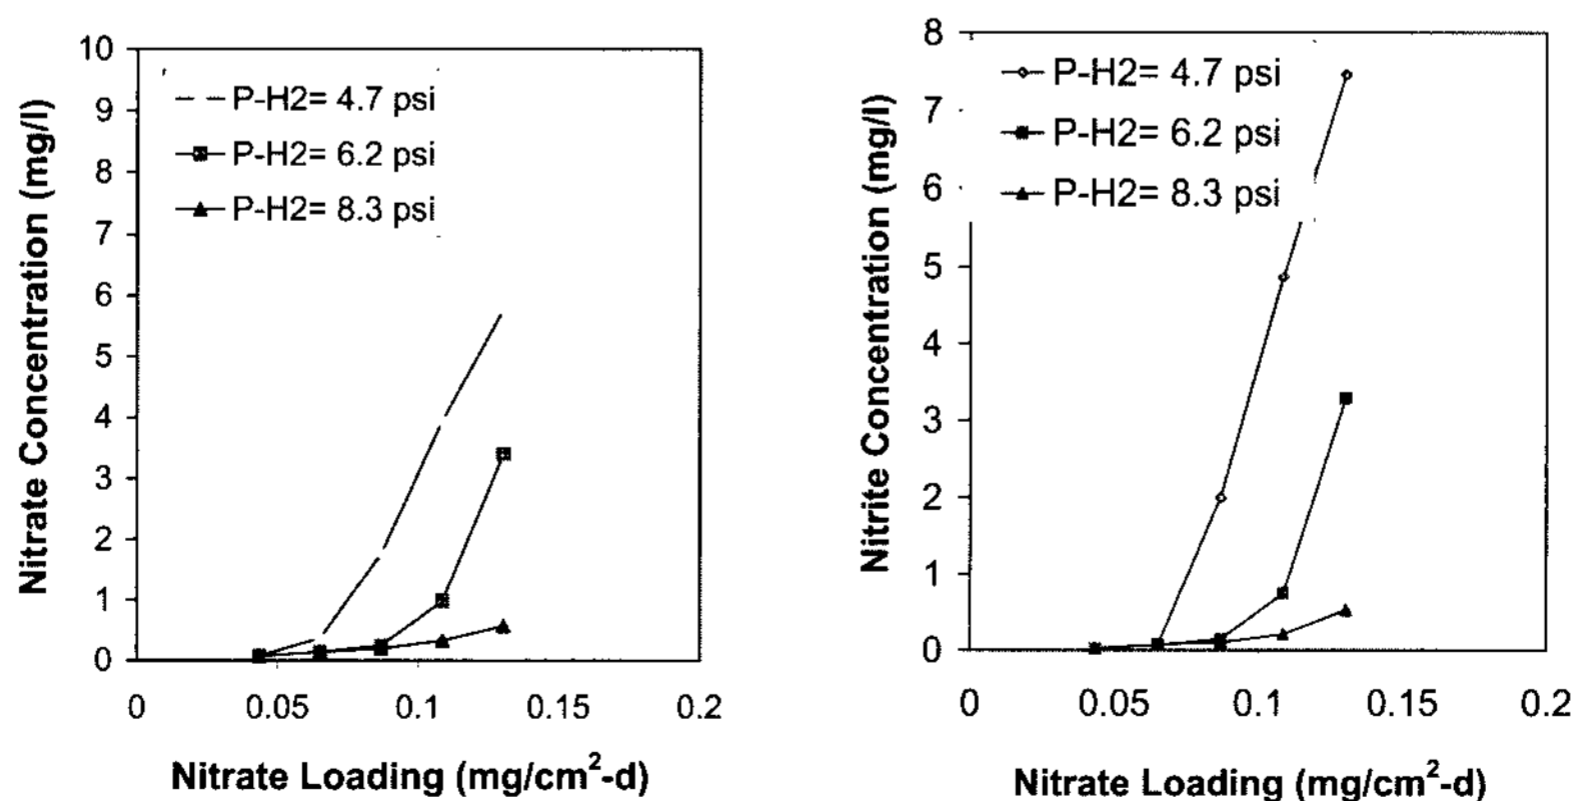 10
9
8
7
6
5
4
3
2
1
0
Nitrate Concentration (mg/l)
P-H2= 4.7 psi
P-H2= 6.2 psi
P-H2= 8.3 psi
0 0.05 0.1 0.15 0.2
Nitrate Loading (mg/cm²-d)
8
7
6
5
4
3
2
1
0
Nitrite Concentration (mg/l)
P-H2= 4.7 psi
P-H2= 6.2 psi
P-H2= 8.3 psi
0 0.05 0.1 0.15 0.2
Nitrate Loading (mg/cm²-d)